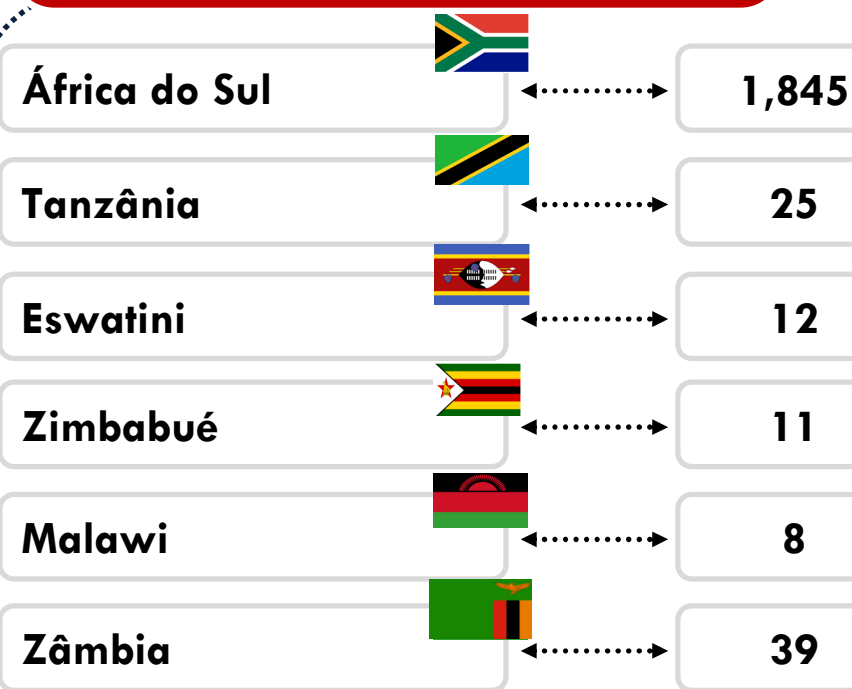 África do Sul 1,845
Tanzânia 25
Eswatini 12
Zimbabué 11
Malawi 8
Zâmbia 39